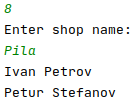 8
Enter shop name:
Pila
Ivan Petrov
Petur Stefanov